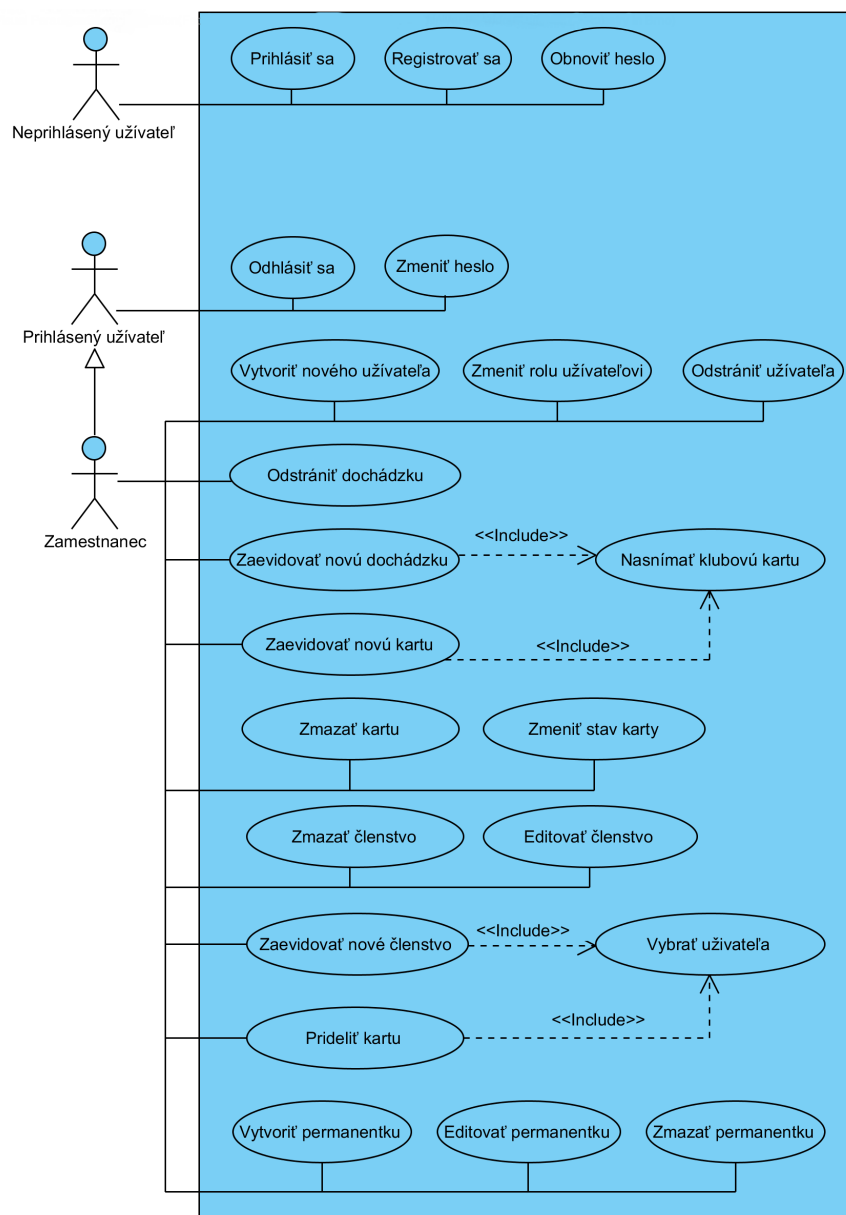 Prihlásiť sa
Registrovať sa
Obnoviť heslo
Neprihlásený užívateľ
Odhlásiť sa
Zmeniť heslo
Prihlásený užívateľ
Vytvoriť nového užívateľa
Zmeniť rolu užívateľovi
Odstrániť užívateľa
Odstrániť dochádzku
Zamestnanec
Zaevidovať novú dochádzku
<<Include>>
Nasnímať klubovú kartu
Zaevidovať novú kartu
<<Include>>
Zmazať kartu
Zmeniť stav karty
Zmazať členstvo
Editovať členstvo
Zaevidovať nové členstvo
<<Include>>
Vybrať uživateľa
Prideliť kartu
<<Include>>
Vytvoriť permanentku
Editovať permanentku
Zmazať permanentku